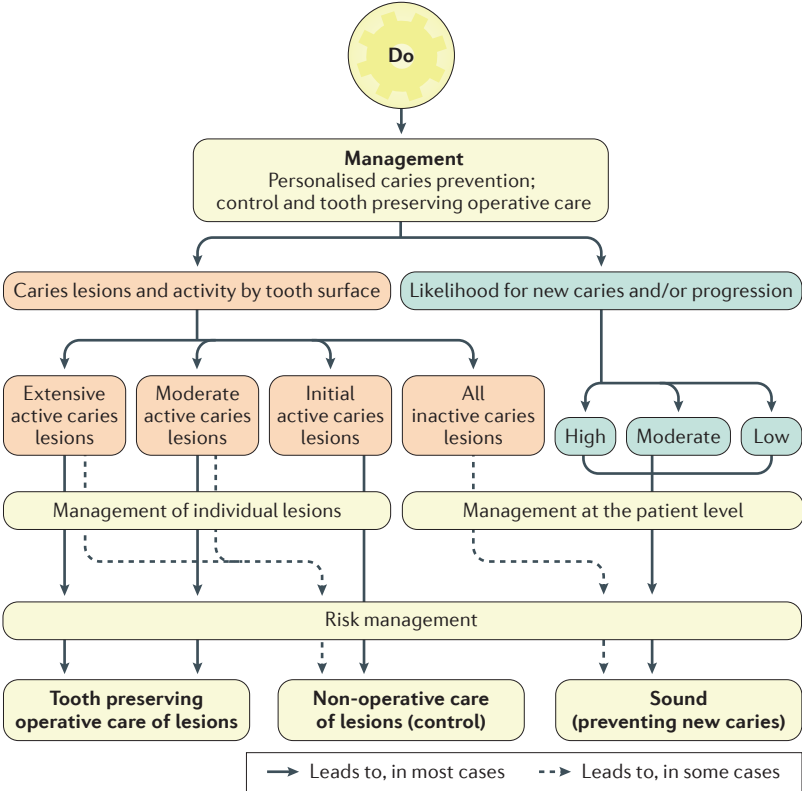 Do
Management
Personalised caries prevention;
control and tooth preserving operative care
Caries lesions and activity by tooth surface
Likelihood for new caries and/or progression
Extensive
active caries
lesions
Moderate
active caries
lesions
Initial
active caries
lesions
All
inactive caries
lesions
High
Moderate
Low
Management of individual lesions
Management at the patient level
Risk management
Tooth preserving
operative care of lesions
Non-operative care
of lesions (control)
Sound
(preventing new caries)
Leads to, in most cases
Leads to, in some cases